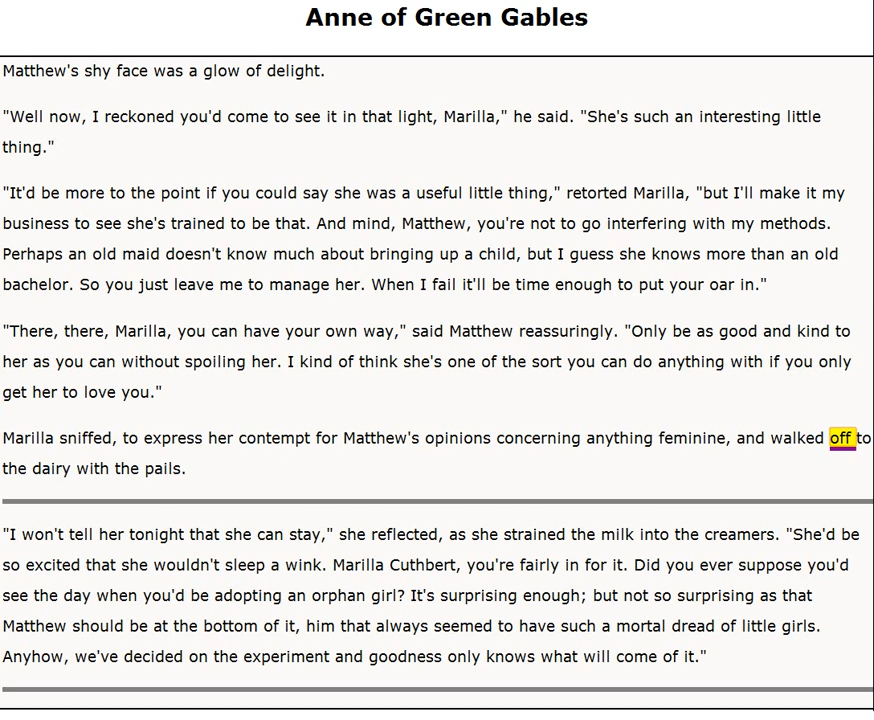 Anne of Green Gables
Matthew's shy face was a glow of delight.
"Well now, I reckoned you'd come to see it in that light, Marilla," he said. "She's such an interesting little
thing."
"It'd be more to the point if you could say she was a useful little thing," retorted Marilla, "but I'll make it my
business to see she's trained to be that. And mind, Matthew, you're not to go interfering with my methods.
Perhaps an old maid doesn't know much about bringing up a child, but I guess she knows more than an old
bachelor. So you just leave me to manage her. When I fail it'll be time enough to put your oar in."
"There, there, Marilla, you can have your own way," said Matthew reassuringly. "Only be as good and kind to
her as you can without spoiling her. I kind of think she's one of the sort you can do anything with if you only
get her to love you."
Marilla sniffed, to express her contempt for Matthew's opinions concerning anything feminine, and walked off to
the dairy with the pails.
"I won't tell her tonight that she can stay," she reflected, as she strained the milk into the creamers. "She'd be
so excited that she wouldn't sleep a wink. Marilla Cuthbert, you're fairly in for it. Did you ever suppose you'd
see the day when you'd be adopting an orphan girl? It's surprising enough; but not so surprising as that
Matthew should be at the bottom of it, him that always seemed to have such a mortal dread of little girls.
Anyhow, we've decided on the experiment and goodness only knows what will come of it."